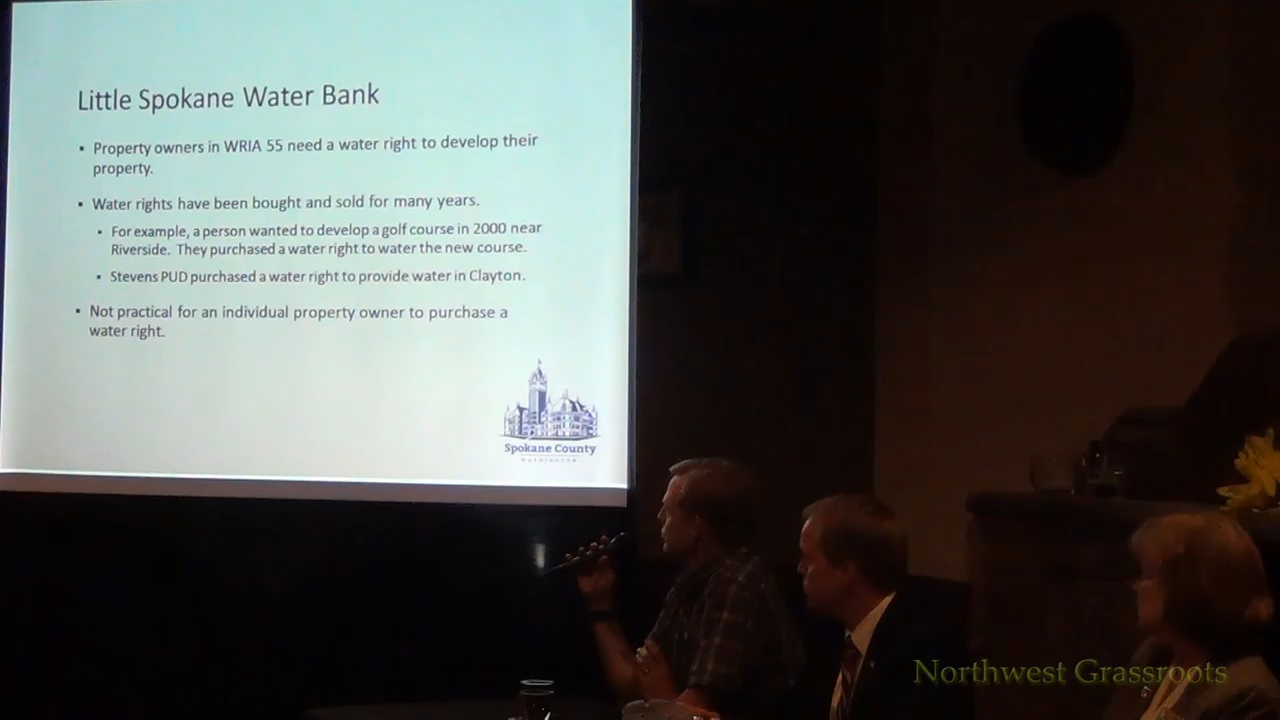 Little Spokane Water Bank
▪ Property owners in WRIA 55 need a water right to develop their
property.
▪ Water rights have been bought and sold for many years.
▪ For example, a person wanted to develop a golf course in 2000 near
Riverside. They purchased a water right to water the new course.
▪ Stevens PUD purchased a water right to provide water in Clayton.
▪ Not practical for an individual property owner to purchase a
water right.
Spokane County
WASHINGTON
Northwest Grassroots